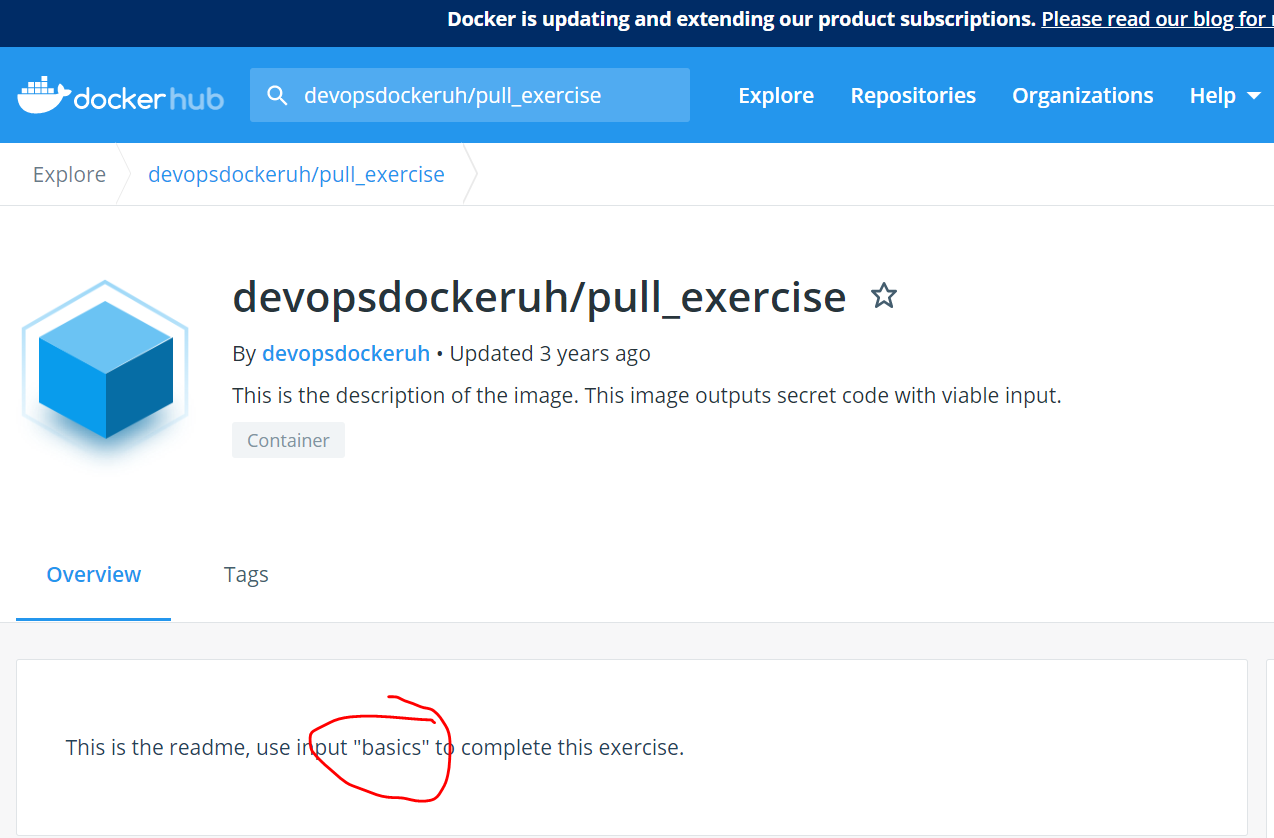 Docker is updating and extending our product subscriptions. Please read our blog for
dockerhub devopsdockeruh/pull_exercise Explore Repositories Organizations Help
Explore devopsdockeruh/pull_exercise
devopsdockeruh/pull_exercise
By devopsdockeruh • Updated 3 years ago
This is the description of the image. This image outputs secret code with viable input.
Container
Overview Tags
This is the readme, use input "basics" to complete this exercise.